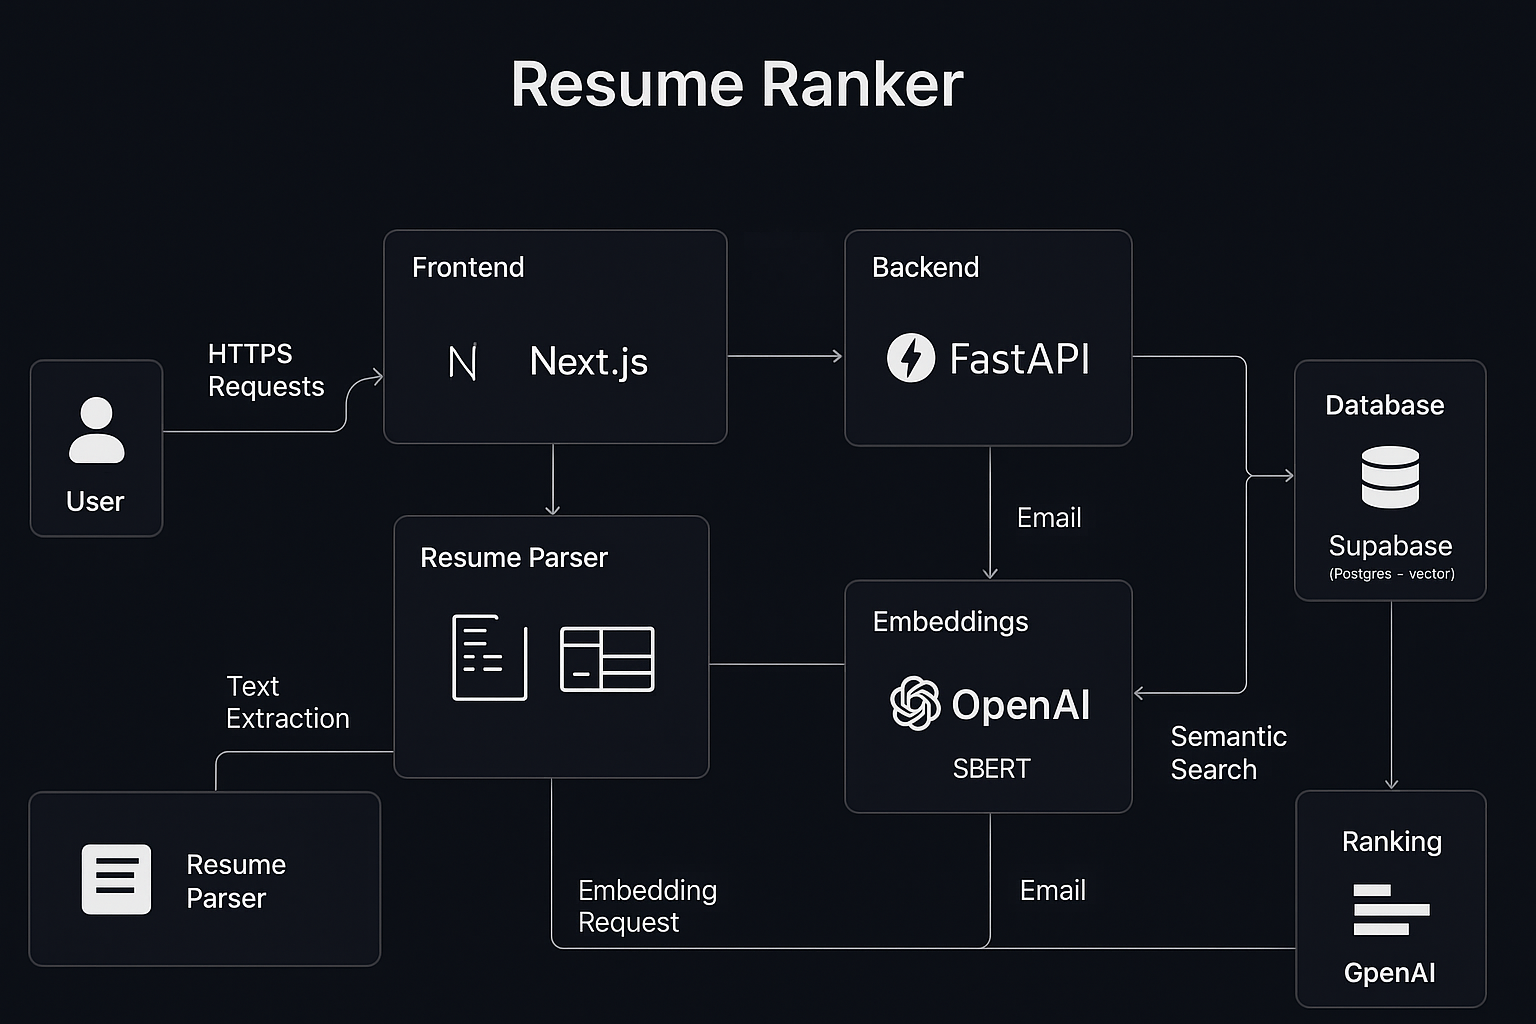 Resume Ranker
Frontend
Next.js
Backend
FastAPI
HTTPS
Requests
User
Database
Supabase
(Postgres - vector)
Email
Resume Parser
Embeddings
OpenAI
SBERT
Text
Extraction
Semantic
Search
Resume
Parser
Embedding
Request
Email
Ranking
GpenAI